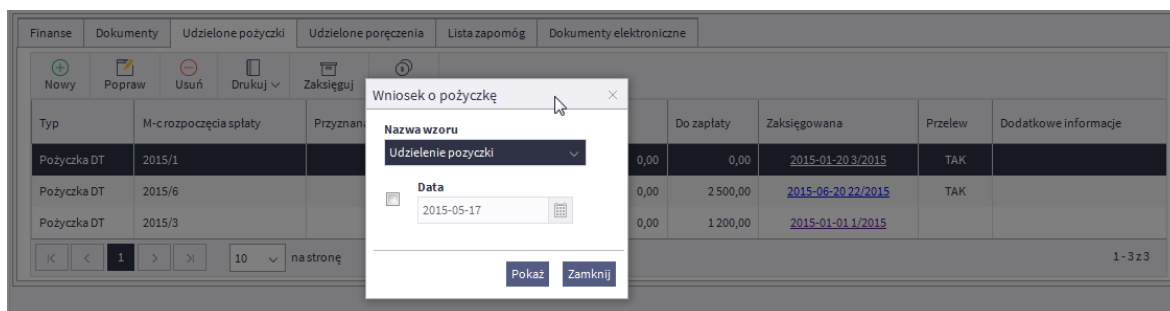 Finanse Dokumenty Udzielone pożyczki Udzielone poręczenia Lista zapomóg Dokumenty elektroniczne
Nowy Popraw Usuń Drukuj Zaksięguj
Wniosek o pożyczkę
Typ M-c rozpoczęcia spłaty Przyznana Do zapłaty Zaksięgowana Przelew Dodatkowe informacje
Nazwa wzoru
Udzielenie pozyczki
Pożyczka DT 2015/1 0,00 0,00 2015-01-20 3/2015 TAK
Pożyczka DT 2015/6 0,00 2 500,00 2015-06-20 22/2015 TAK
Data
2015-05-17
Pożyczka DT 2015/3 0,00 1 200,00 2015-01-01 1/2015
1 10 na stronę 1 - 3 z 3
Pokaż Zamknij